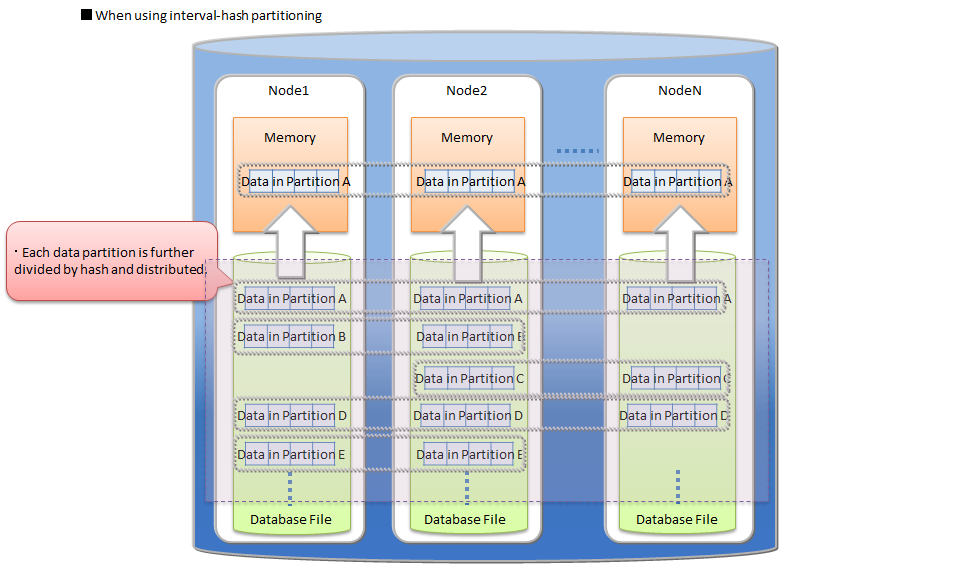 ■ When using interval-hash partitioning
Node1
Node2
NodeN
Memory
Memory
Memory
Data in Partition A
Data in Partition A
Data in Partition A
・Each data partition is further
divided by hash and distributed.
Data in Partition A
Data in Partition A
Data in Partition A
Data in Partition B
Data in Partition B
Data in Partition C
Data in Partition C
Data in Partition D
Data in Partition D
Data in Partition D
Data in Partition E
Data in Partition E
Database File
Database File
Database File